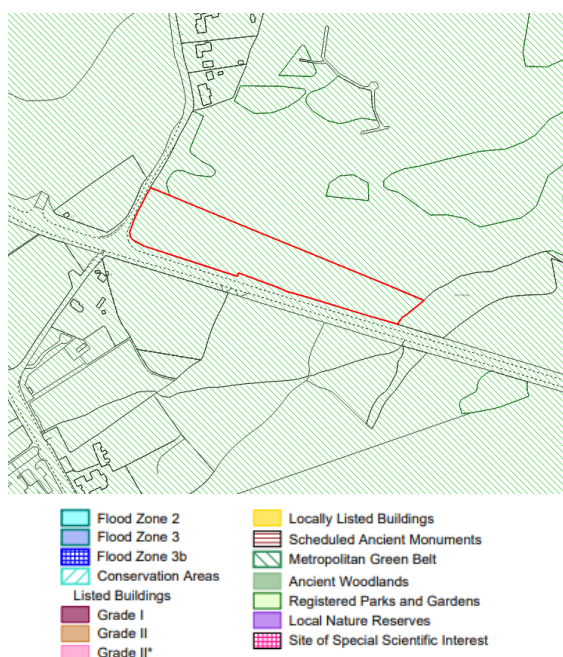 Flood Zone 2
Flood Zone 3
Flood Zone 3b
Conservation Areas
Listed Buildings
Grade I
Grade II
Grade II*
Locally Listed Buildings
Scheduled Ancient Monuments
Metropolitan Green Belt
Ancient Woodlands
Registered Parks and Gardens
Local Nature Reserves
Site of Special Scientific Interest